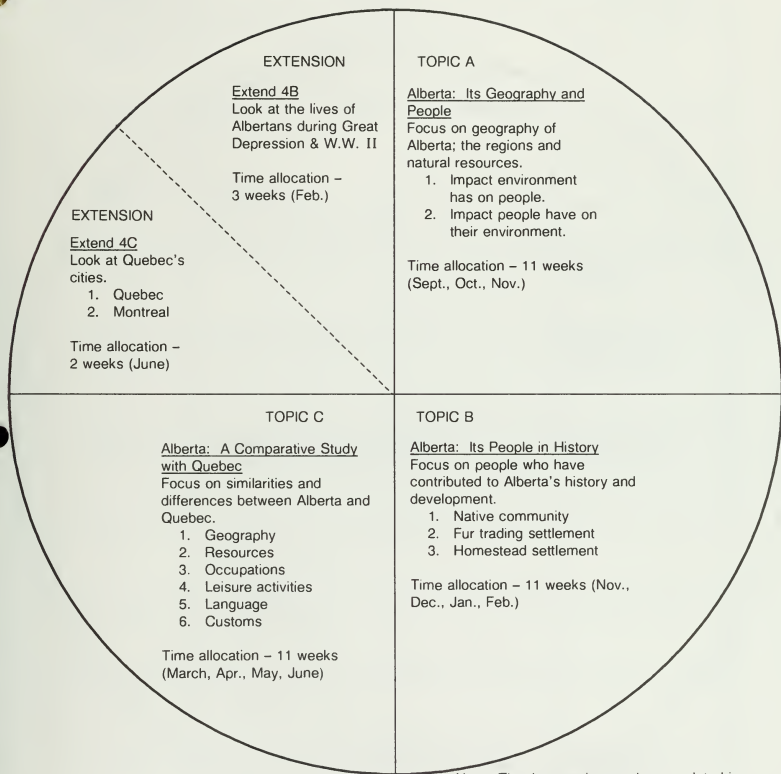 EXTENSION
Extend 4B
Look at the lives of
Albertans during Great
Depression & W.W. II
Time allocation –
3 weeks (Feb.)
TOPIC A
Alberta: Its Geography and
People
Focus on geography of
Alberta; the regions and
natural resources.
1. Impact environment
has on people.
2. Impact people have on
their environment.
Time allocation – 11 weeks
(Sept., Oct., Nov.)
EXTENSION
Extend 4C
Look at Quebec's
cities.
1. Quebec
2. Montreal
Time allocation –
2 weeks (June)
TOPIC C
Alberta: A Comparative Study
with Quebec
Focus on similarities and
differences between Alberta and
Quebec.
1. Geography
2. Resources
3. Occupations
4. Leisure activities
5. Language
6. Customs
Time allocation – 11 weeks
(March, Apr., May, June)
TOPIC B
Alberta: Its People in History
Focus on people who have
contributed to Alberta's history and
development.
1. Native community
2. Fur trading settlement
3. Homestead settlement
Time allocation – 11 weeks (Nov.,
Dec., Jan., Feb.)